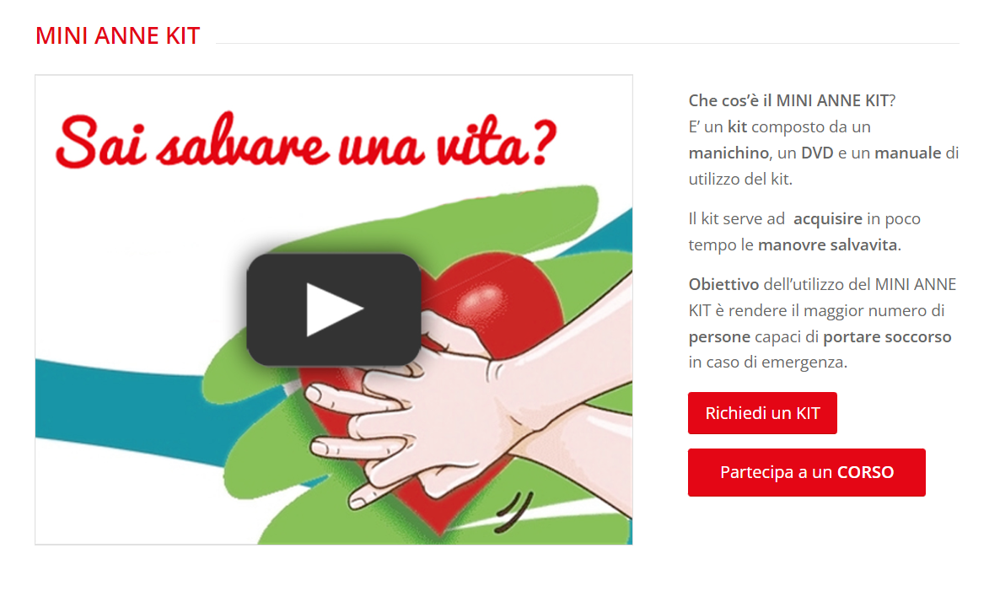 MINI ANNE KIT
Sai salvare una vita?
Che cos’è il MINI ANNE KIT?
E’ un kit composto da un
manichino, un DVD e un manuale di
utilizzo del kit.
Il kit serve ad  acquisire in poco
tempo le manovre salvavita.
Obiettivo dell’utilizzo del MINI ANNE
KIT è rendere il maggior numero di
persone capaci di portare soccorso
in caso di emergenza.
Richiedi un KIT
Partecipa a un CORSO